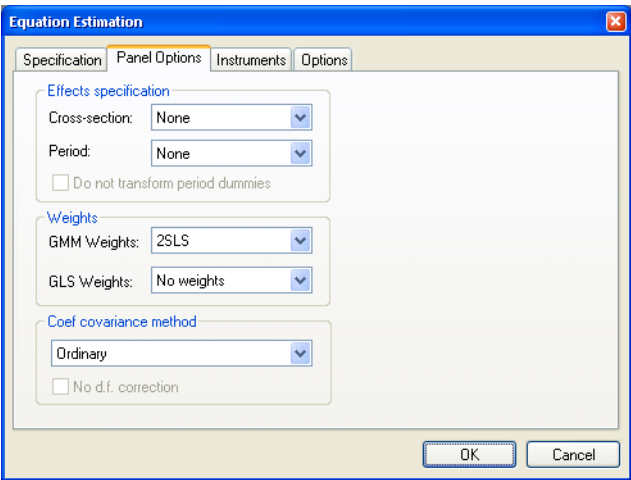 Equation Estimation
Specification Panel Options Instruments Options
Effects specification
Cross-section: None
Period: None
Do not transform period dummies
Weights
GMM Weights: 2SLS
GLS Weights: No weights
Coef covariance method
Ordinary
No d.f. correction
OK Cancel